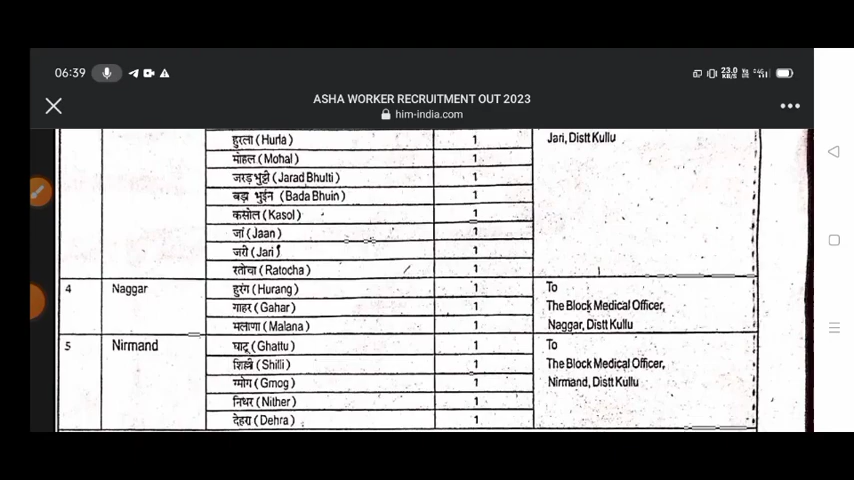 06:39
23.0 KB/S
ASHA WORKER RECRUITMENT OUT 2023
him-india.com
हुरला (Hurla) 1 Jari, Distt Kullu
मोहल (Mohal) 1
जरड़ भुट्टी (Jarad Bhutti) 1
बड़ा भुईन (Bada Bhuin) 1
कसोल (Kasol) 1
जां (Jaan) 1
जरी (Jari) 1
रतोचा (Ratocha) 1
4 Naggar हुरंग (Hurang) 1 To
गाहर (Gahar) 1 The Block Medical Officer,
मलाणा (Malana) 1 Naggar, Distt Kullu
5 Nirmand घाटू (Ghattu) 1 To
शिल्ली (Shilli) 1 The Block Medical Officer,
ग्मोग (Gmog) 1 Nirmand, Distt Kullu
निथर (Nither) 1
देहरा (Dehra) 1